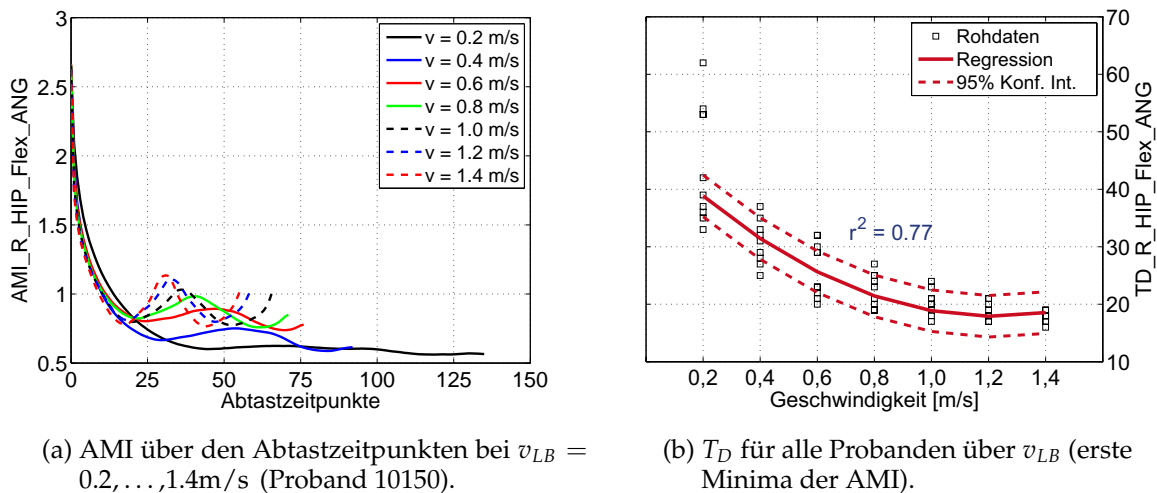 3
2.5
2
1.5
1
0.5
AMI_R_HIP_Flex_ANG
0 25 50 75 100 125 150
Abtastzeitpunkte
v = 0.2 m/s
v = 0.4 m/s
v = 0.6 m/s
v = 0.8 m/s
v = 1.0 m/s
v = 1.2 m/s
v = 1.4 m/s
(a) AMI über den Abtastzeitpunkten bei v_{LB} =
0.2,...,1.4m/s (Proband 10150).
Rohdaten
Regression
95% Konf. Int.
r² = 0.77
70
60
50
40
30
20
10
TD_R_HIP_Flex_ANG
0,2 0,4 0,6 0,8 1,0 1,2 1,4
Geschwindigkeit [m/s]
(b) T_D für alle Probanden über v_{LB} (erste
Minima der AMI).